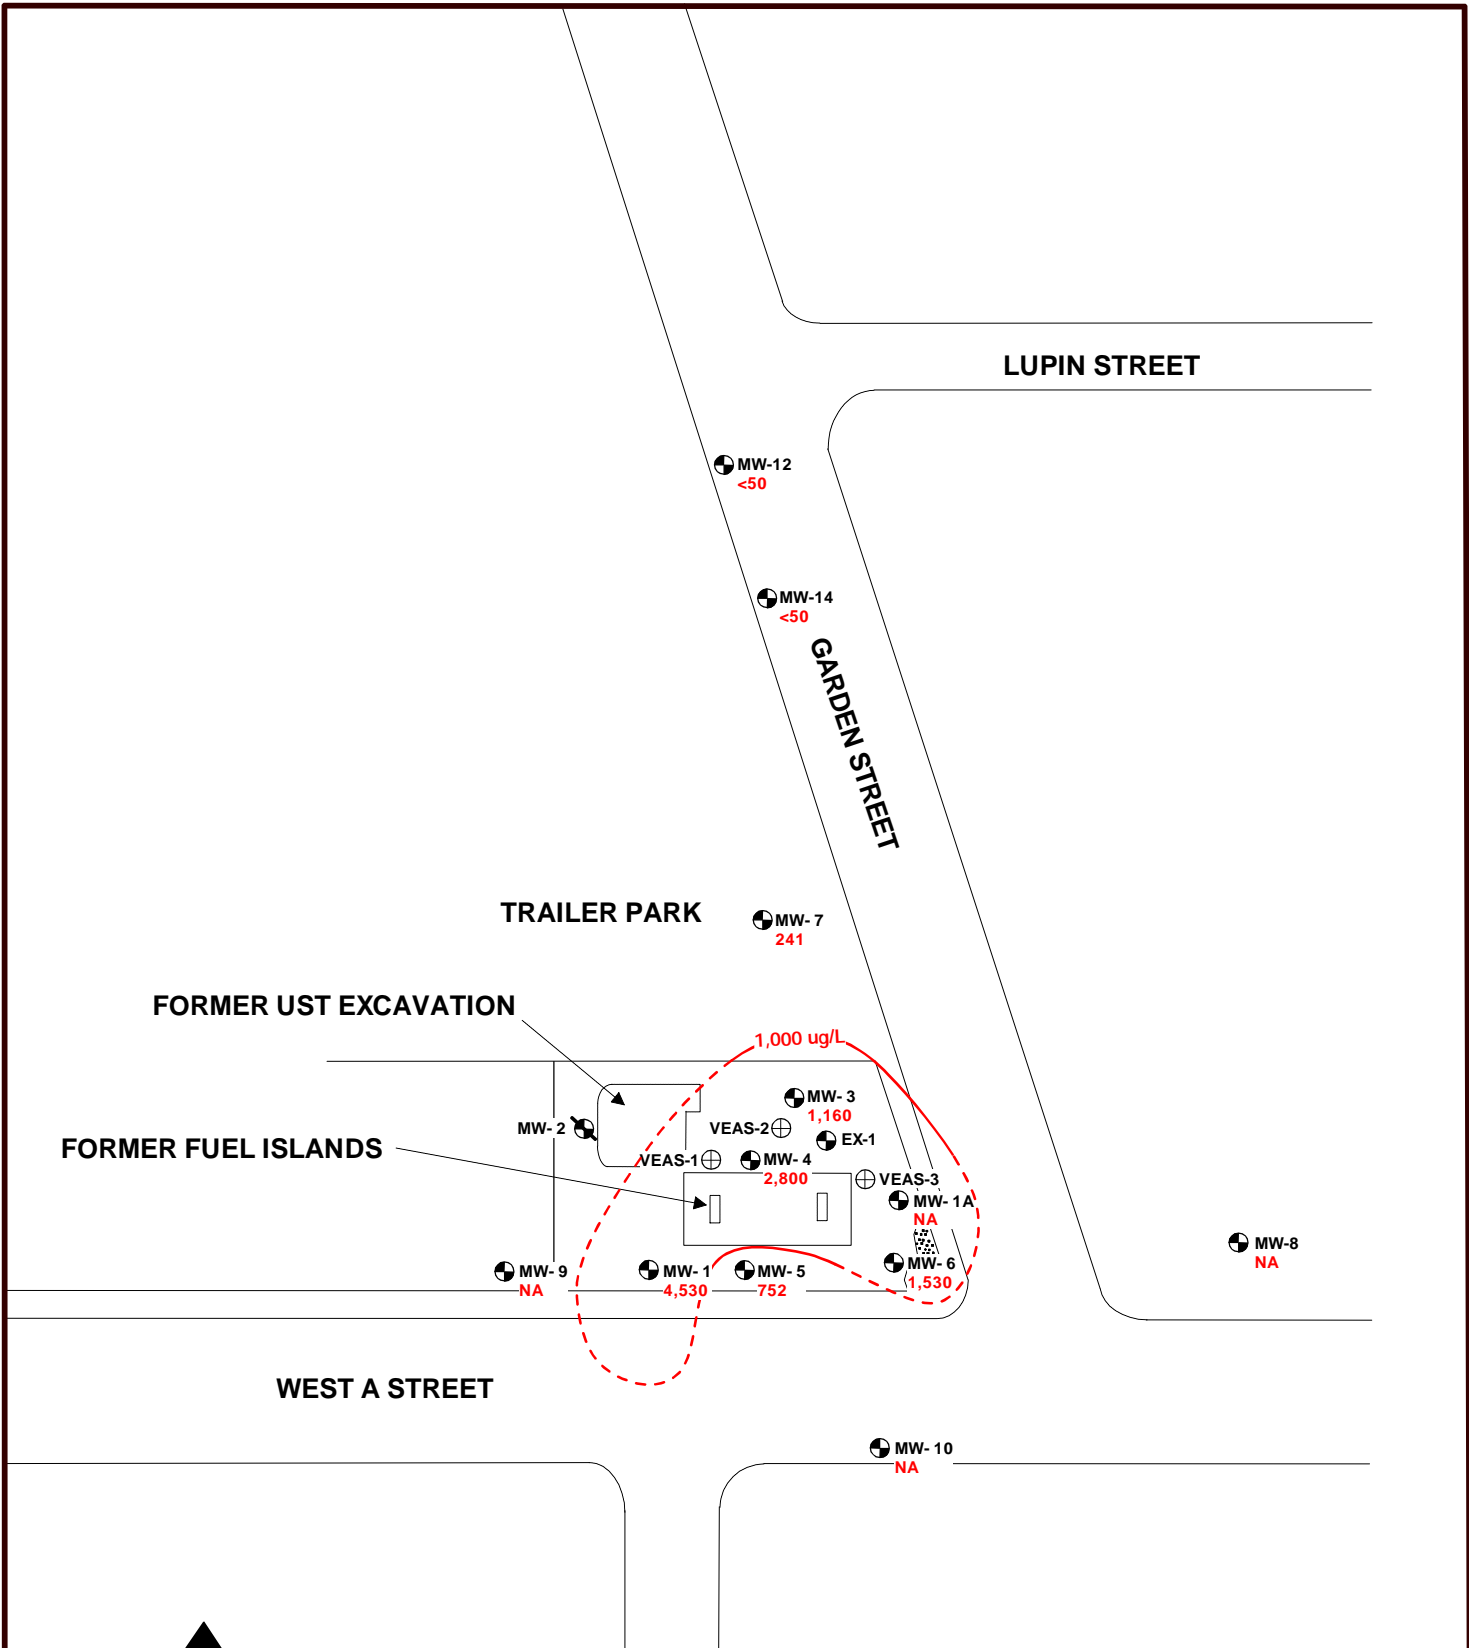 LUPIN STREET
MW-12
<50
MW-14
<50
GARDEN STREET
TRAILER PARK
MW-7
241
FORMER UST EXCAVATION
1,000 ug/L
MW-3
1,160
MW-2
VEAS-2
EX-1
FORMER FUEL ISLANDS
VEAS-1
MW-4
2,800
VEAS-3
MW-1A
NA
MW-8
NA
MW-9
NA
MW-1
4,530
MW-5
752
MW-6
1,530
WEST A STREET
MW-10
NA